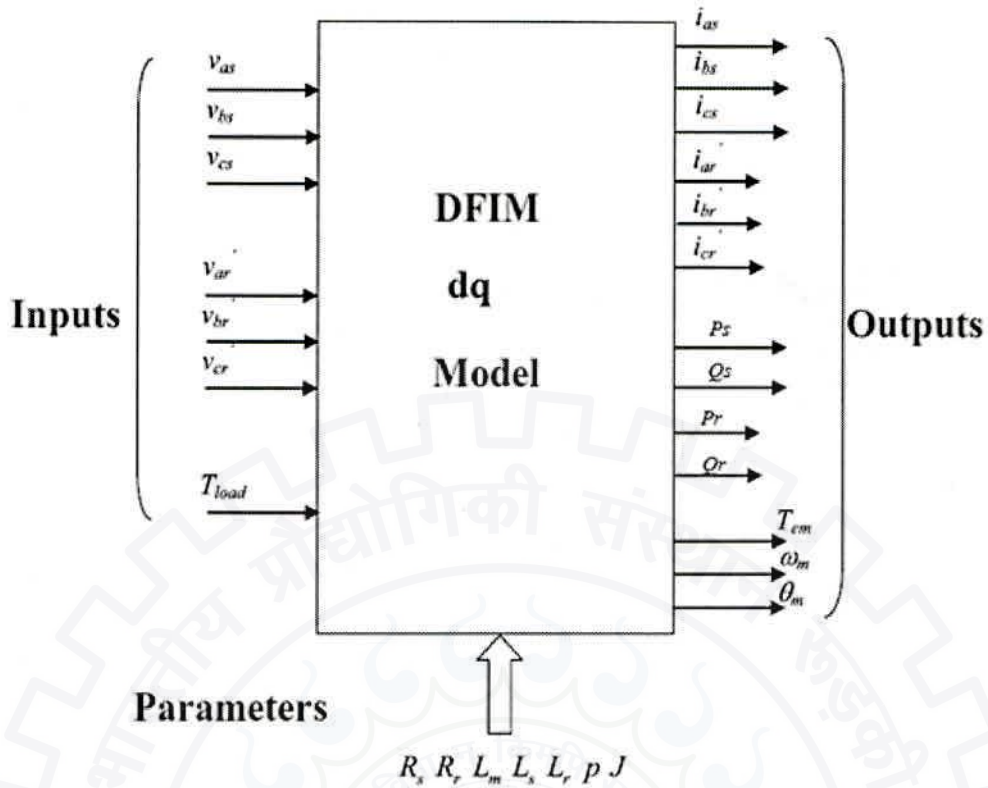 Inputs
v_as
v_bs
v_cs
v_ar'
v_br'
v_cr'
T_load
DFIM
dq
Model
i_as
i_bs
i_cs
i_ar'
i_br'
i_cr'
Ps
Qs
Pr
Qr
T_em
ω_m
θ_m
Outputs
Parameters
R_s R_r L_m L_s L_r p J
भारतीय प्रौद्योगिकी संस्थान रूड़की